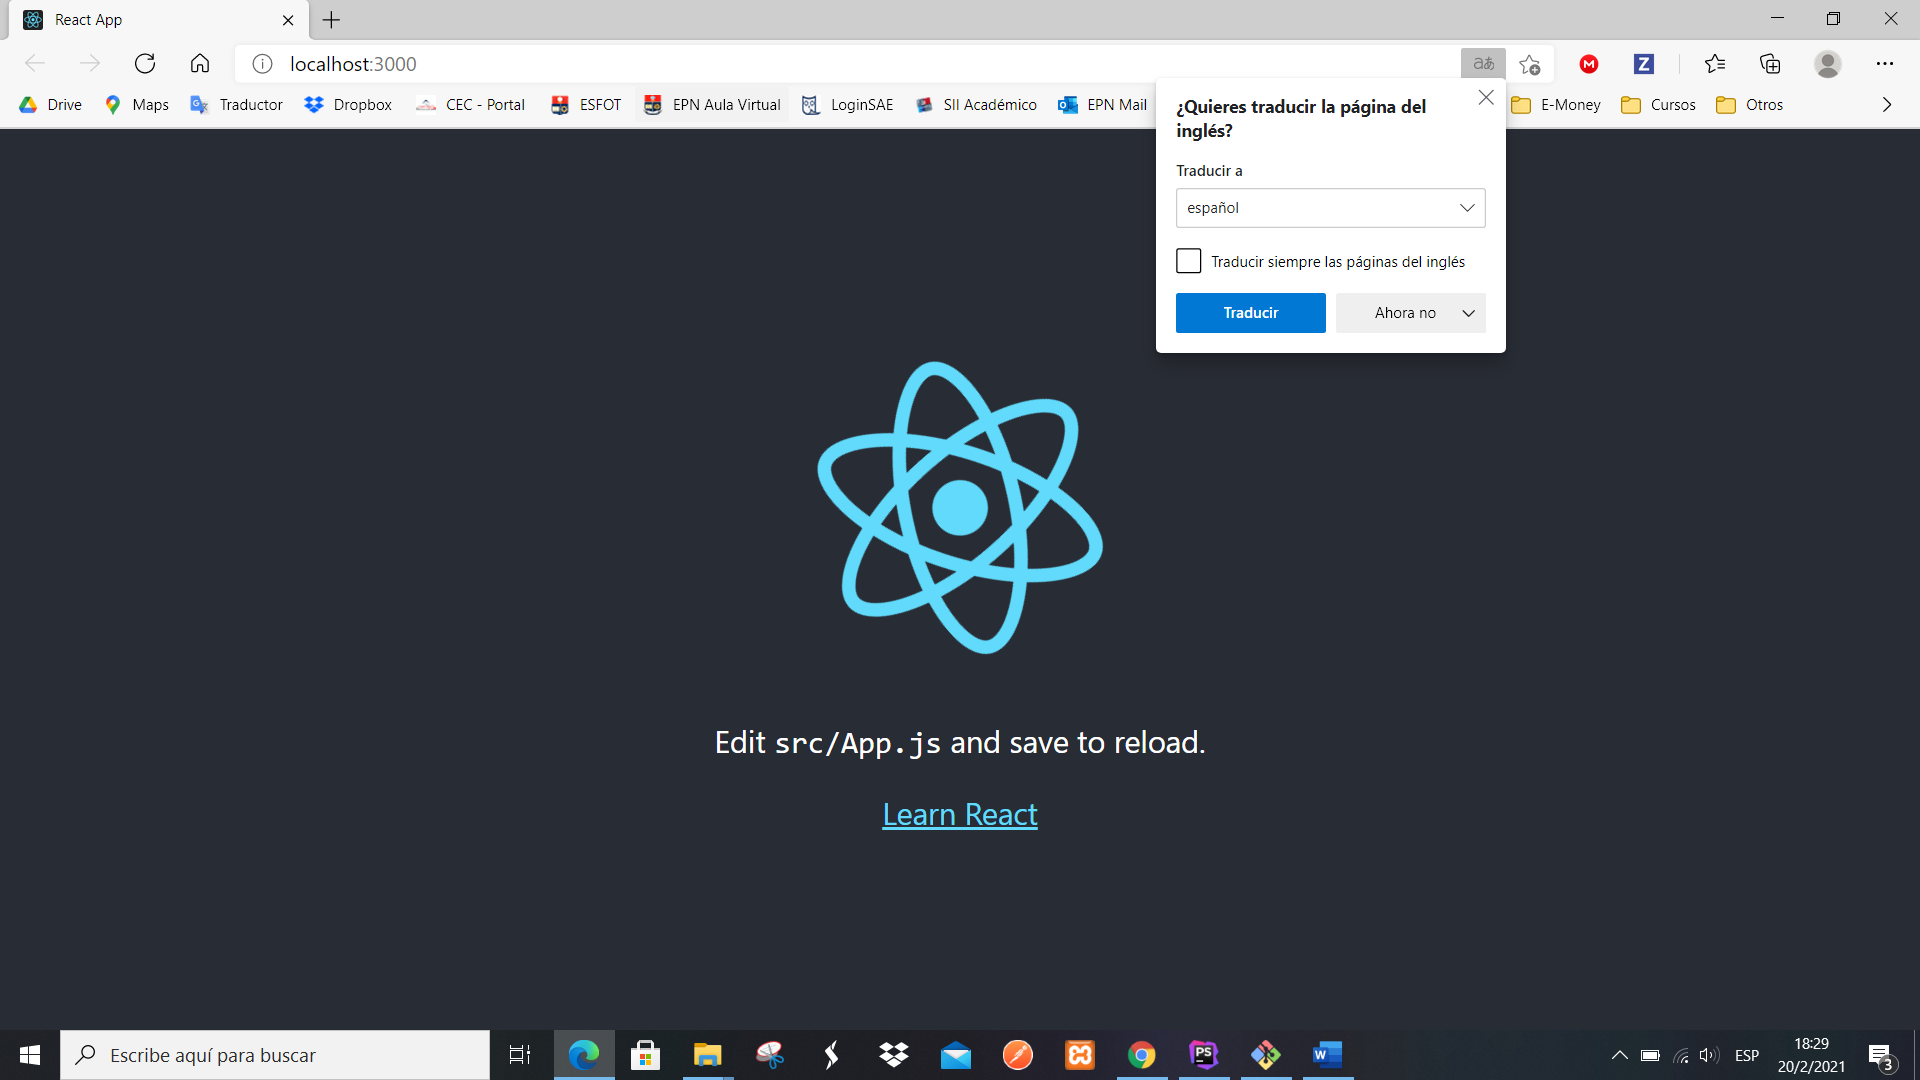 React App
localhost:3000
aあ
M
Z
Drive
Maps
Traductor
Dropbox
CEC - Portal
ESFOT
EPN Aula Virtual
LoginSAE
SII Académico
EPN Mail
E-Money
Cursos
Otros
¿Quieres traducir la página del
inglés?
Traducir a
español
Traducir siempre las páginas del inglés
Traducir
Ahora no
Edit src/App.js and save to reload.
Learn React
Escribe aquí para buscar
PS
W
ESP
18:29
20/2/2021
3